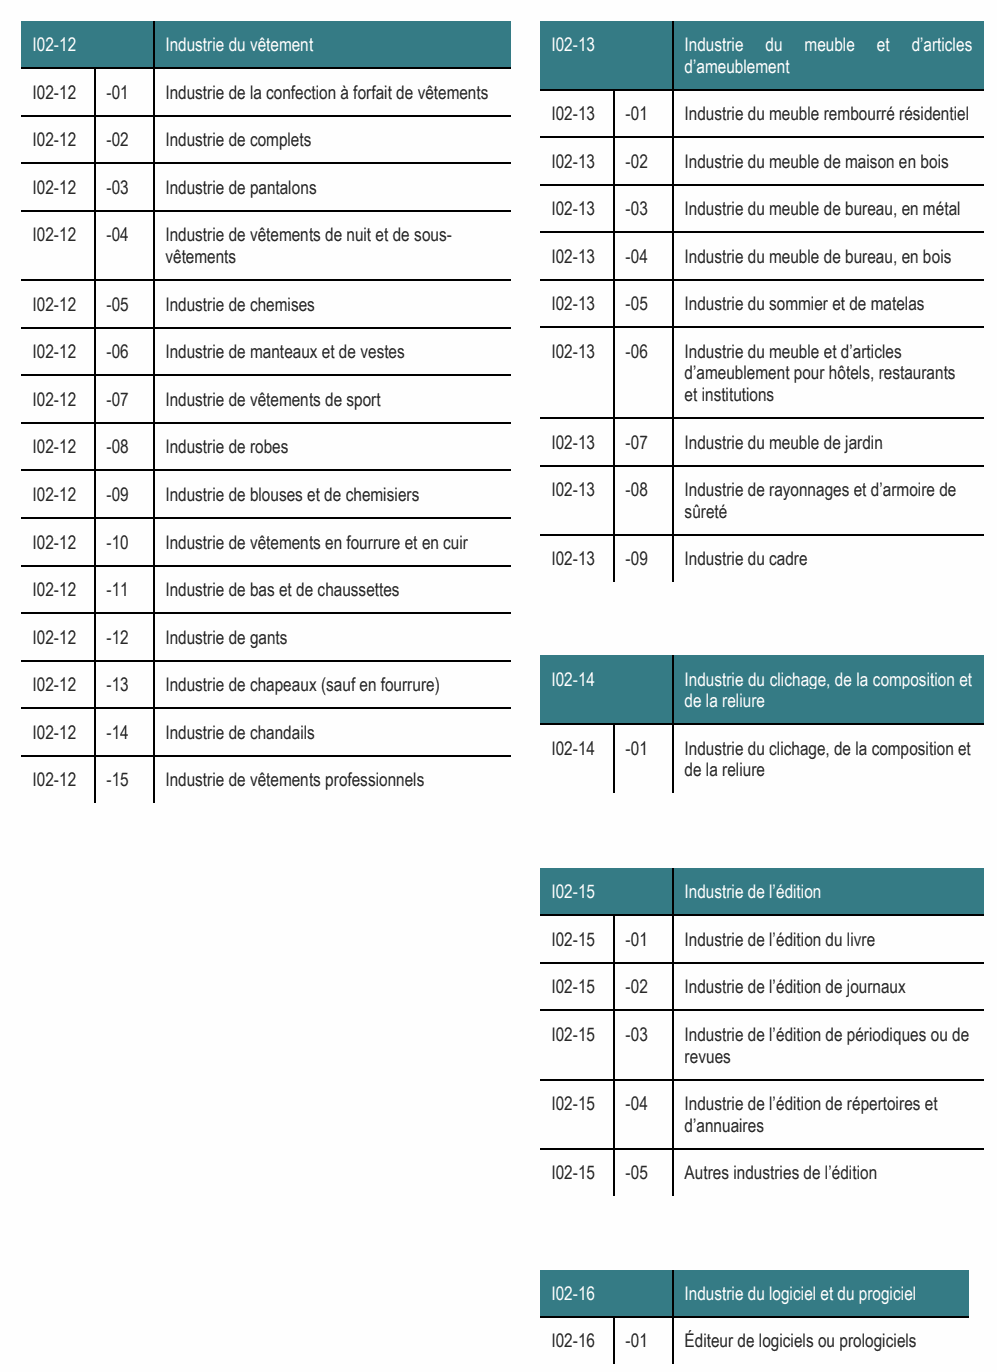 I02-12 Industrie du vêtement
I02-12 -01 Industrie de la confection à forfait de vêtements
I02-12 -02 Industrie de complets
I02-12 -03 Industrie de pantalons
I02-12 -04 Industrie de vêtements de nuit et de sous-
vêtements
I02-12 -05 Industrie de chemises
I02-12 -06 Industrie de manteaux et de vestes
I02-12 -07 Industrie de vêtements de sport
I02-12 -08 Industrie de robes
I02-12 -09 Industrie de blouses et de chemisiers
I02-12 -10 Industrie de vêtements en fourrure et en cuir
I02-12 -11 Industrie de bas et de chaussettes
I02-12 -12 Industrie de gants
I02-12 -13 Industrie de chapeaux (sauf en fourrure)
I02-12 -14 Industrie de chandails
I02-12 -15 Industrie de vêtements professionnels
I02-13 Industrie du meuble et d’articles
d’ameublement
I02-13 -01 Industrie du meuble rembourré résidentiel
I02-13 -02 Industrie du meuble de maison en bois
I02-13 -03 Industrie du meuble de bureau, en métal
I02-13 -04 Industrie du meuble de bureau, en bois
I02-13 -05 Industrie du sommier et de matelas
I02-13 -06 Industrie du meuble et d’articles
d’ameublement pour hôtels, restaurants
et institutions
I02-13 -07 Industrie du meuble de jardin
I02-13 -08 Industrie de rayonnages et d’armoire de
sûreté
I02-13 -09 Industrie du cadre
I02-14 Industrie du clichage, de la composition et
de la reliure
I02-14 -01 Industrie du clichage, de la composition et
de la reliure
I02-15 Industrie de l’édition
I02-15 -01 Industrie de l’édition du livre
I02-15 -02 Industrie de l’édition de journaux
I02-15 -03 Industrie de l’édition de périodiques ou de
revues
I02-15 -04 Industrie de l’édition de répertoires et
d’annuaires
I02-15 -05 Autres industries de l’édition
I02-16 Industrie du logiciel et du progiciel
I02-16 -01 Éditeur de logiciels ou prologiciels